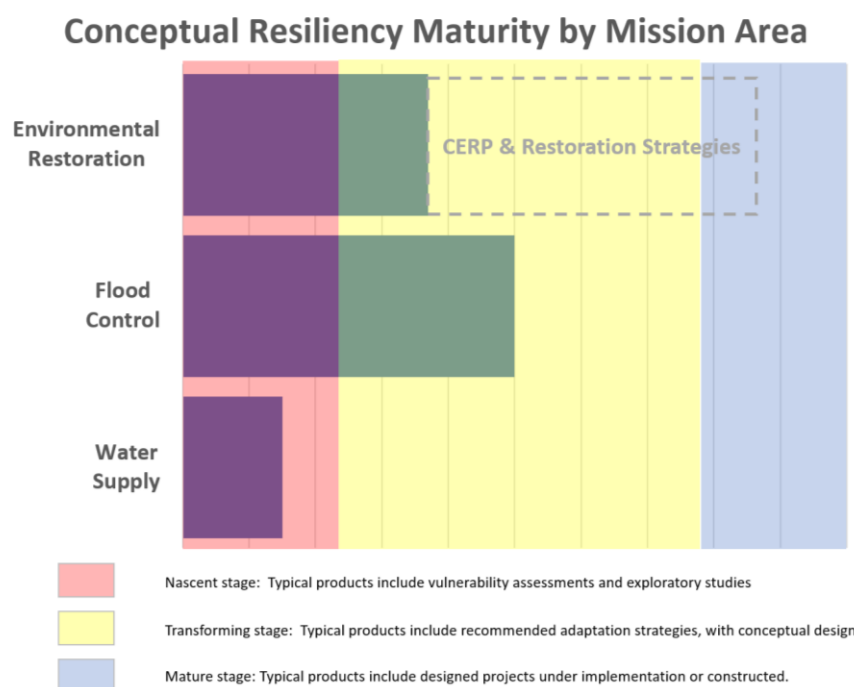 Conceptual Resiliency Maturity by Mission Area
Environmental
Restoration
CERP & Restoration Strategies
Flood
Control
Water
Supply
Nascent stage: Typical products include vulnerability assessments and exploratory studies
Transforming stage: Typical products include recommended adaptation strategies, with conceptual design
Mature stage: Typical products include designed projects under implementation or constructed.